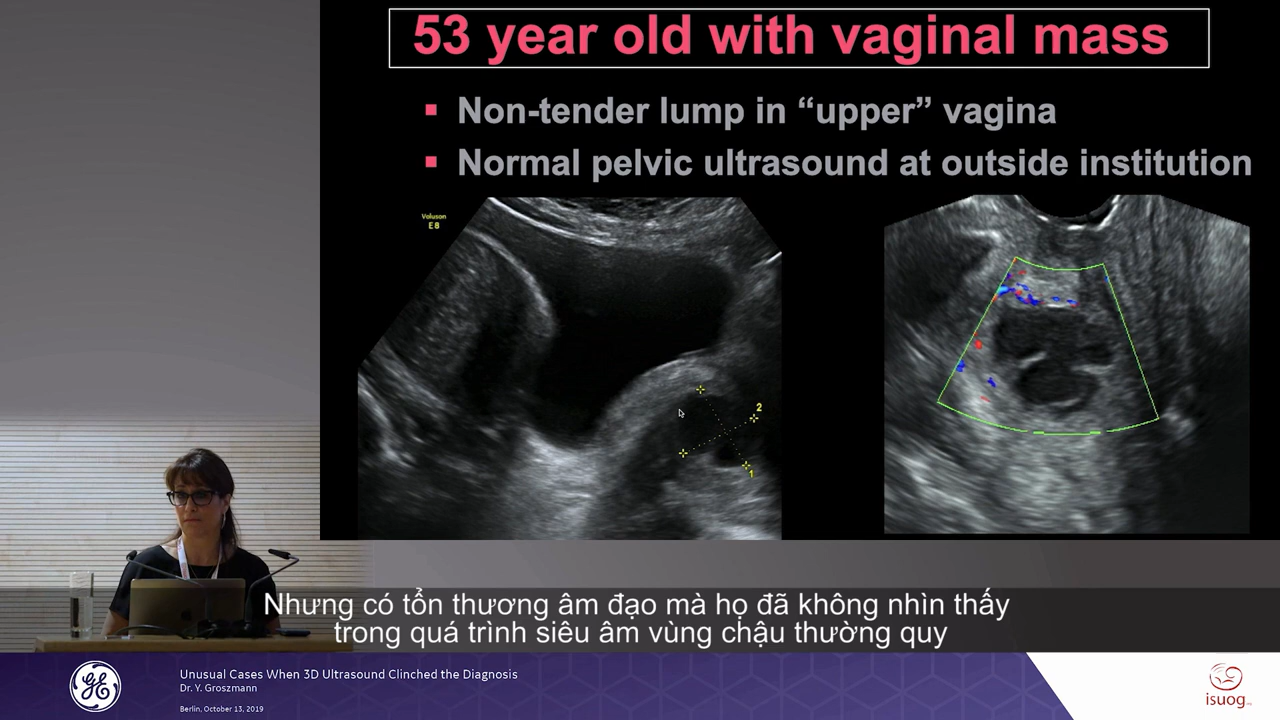 53 year old with vaginal mass
Non-tender lump in “upper” vagina
Normal pelvic ultrasound at outside institution
Voluson
E8
2
1
Nhưng có tổn thương âm đạo mà họ đã không nhìn thấy
trong quá trình siêu âm vùng chậu thường quy
Unusual Cases When 3D Ultrasound Clinched the Diagnosis
Dr. Y. Groszmann
Berlin, October 13, 2019
GE
isuog